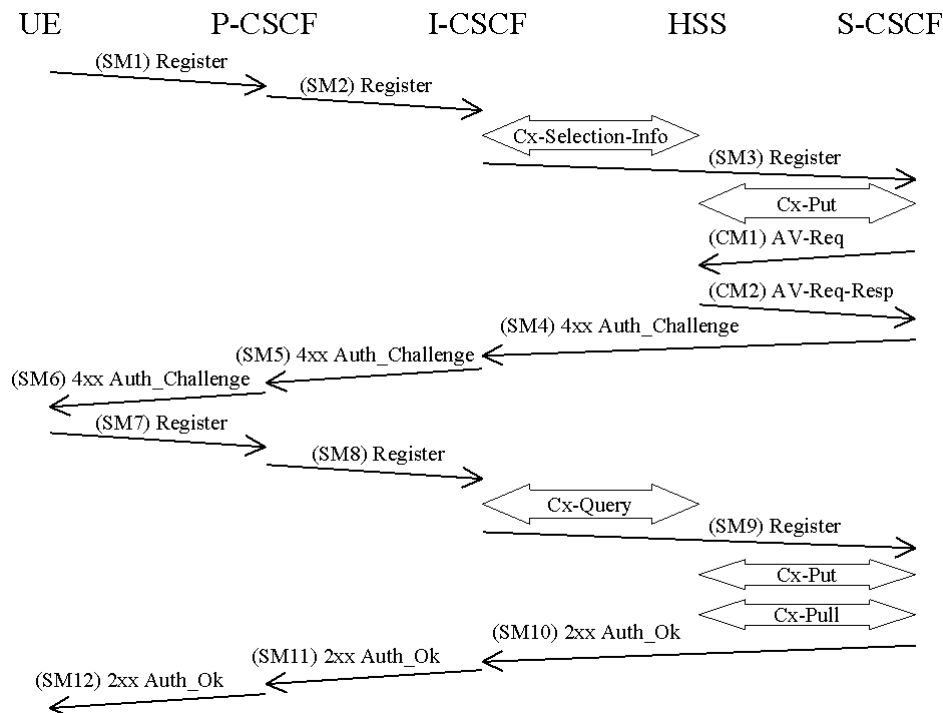 UE P-CSCF I-CSCF HSS S-CSCF
(SM1) Register
(SM2) Register
Cx-Selection-Info
(SM3) Register
Cx-Put
(CM1) AV-Req
(CM2) AV-Req-Resp
(SM4) 4xx Auth_Challenge
(SM5) 4xx Auth_Challenge
(SM6) 4xx Auth_Challenge
(SM7) Register
(SM8) Register
Cx-Query
(SM9) Register
Cx-Put
Cx-Pull
(SM10) 2xx Auth_Ok
(SM11) 2xx Auth_Ok
(SM12) 2xx Auth_Ok